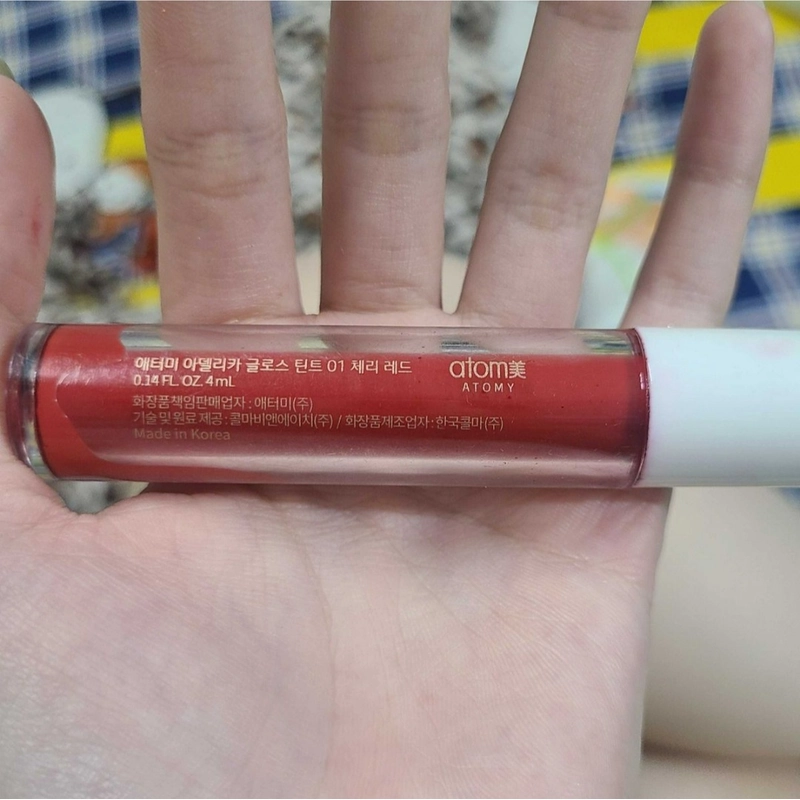 애터미 아델리카 글로스 틴트 01 체리 레드
0.14 FL. OZ. 4 mL
화장품책임판매업자 : 애터미(주)
기술 및 원료 제공 : 콜마비앤에이치(주) / 화장품제조업자 : 한국콜마(주)
Made in Korea
atom美
ATOMY